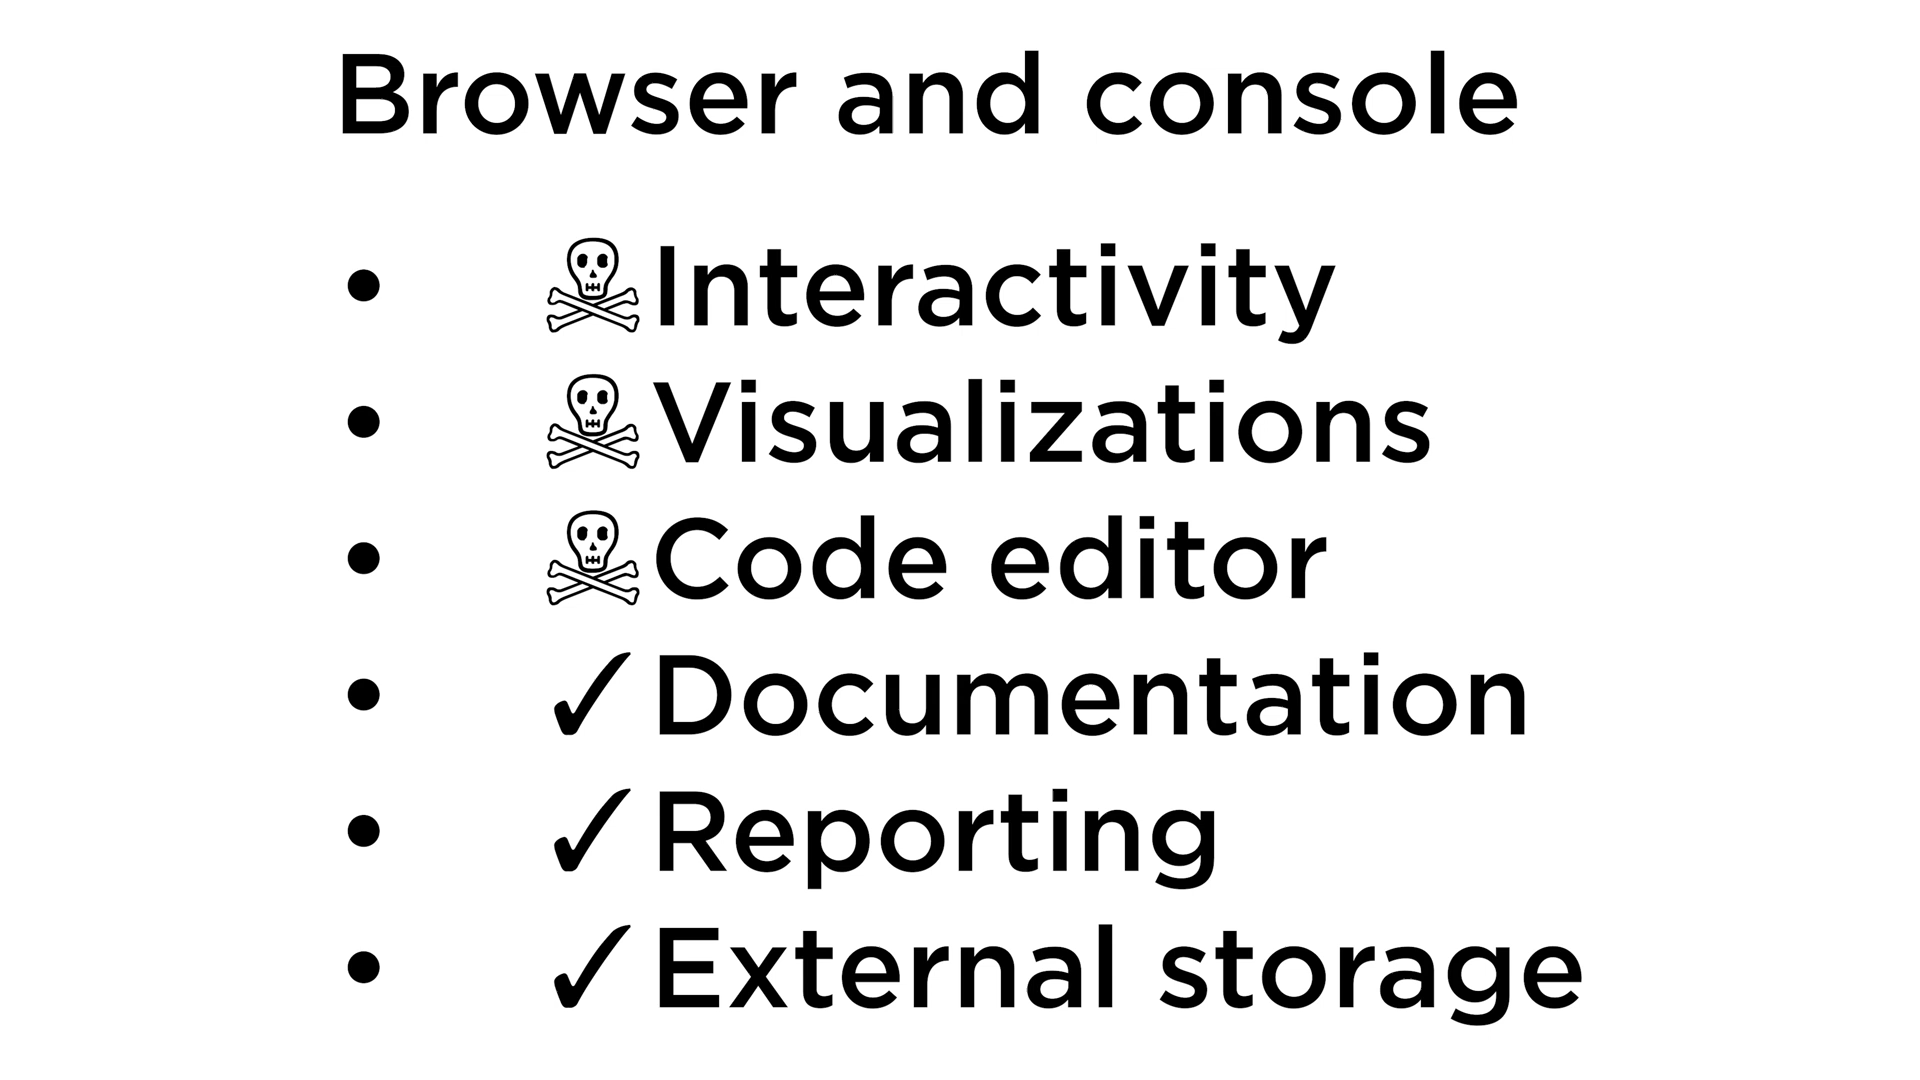 Browser and console
• ☠Interactivity
• ☠Visualizations
• ☠Code editor
• ✓Documentation
• ✓Reporting
• ✓External storage